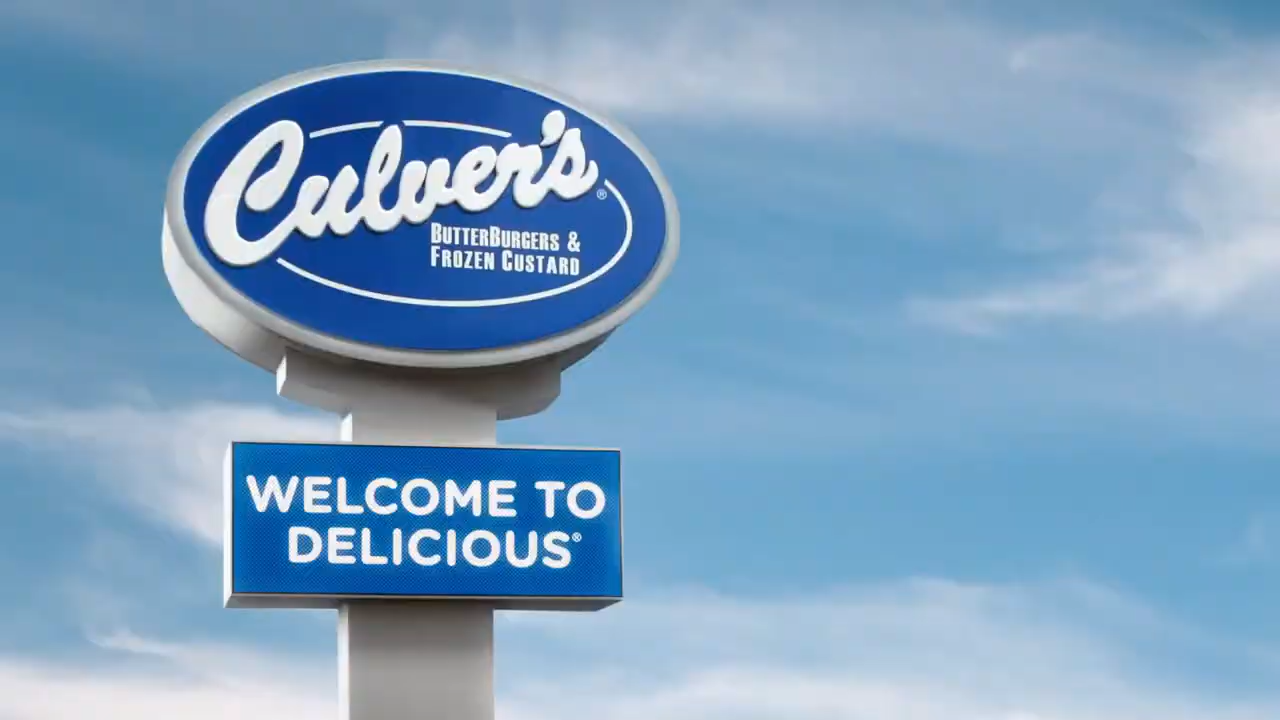 Culver's®
BUTTERBURGERS &
FROZEN CUSTARD
WELCOME TO
DELICIOUS®